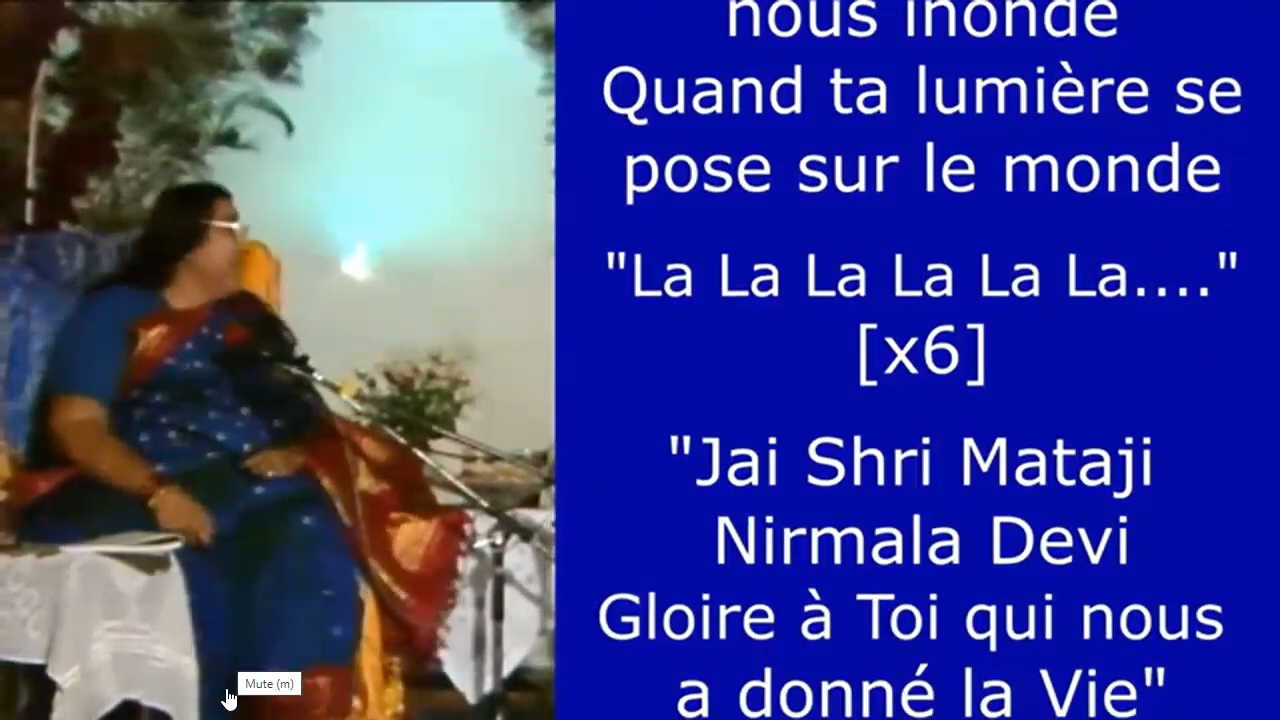 nous inonde
Quand ta lumière se
pose sur le monde
"La La La La La La...."
[x6]
"Jai Shri Mataji
Nirmala Devi
Gloire à Toi qui nous
a donné la Vie"
Mute (m)